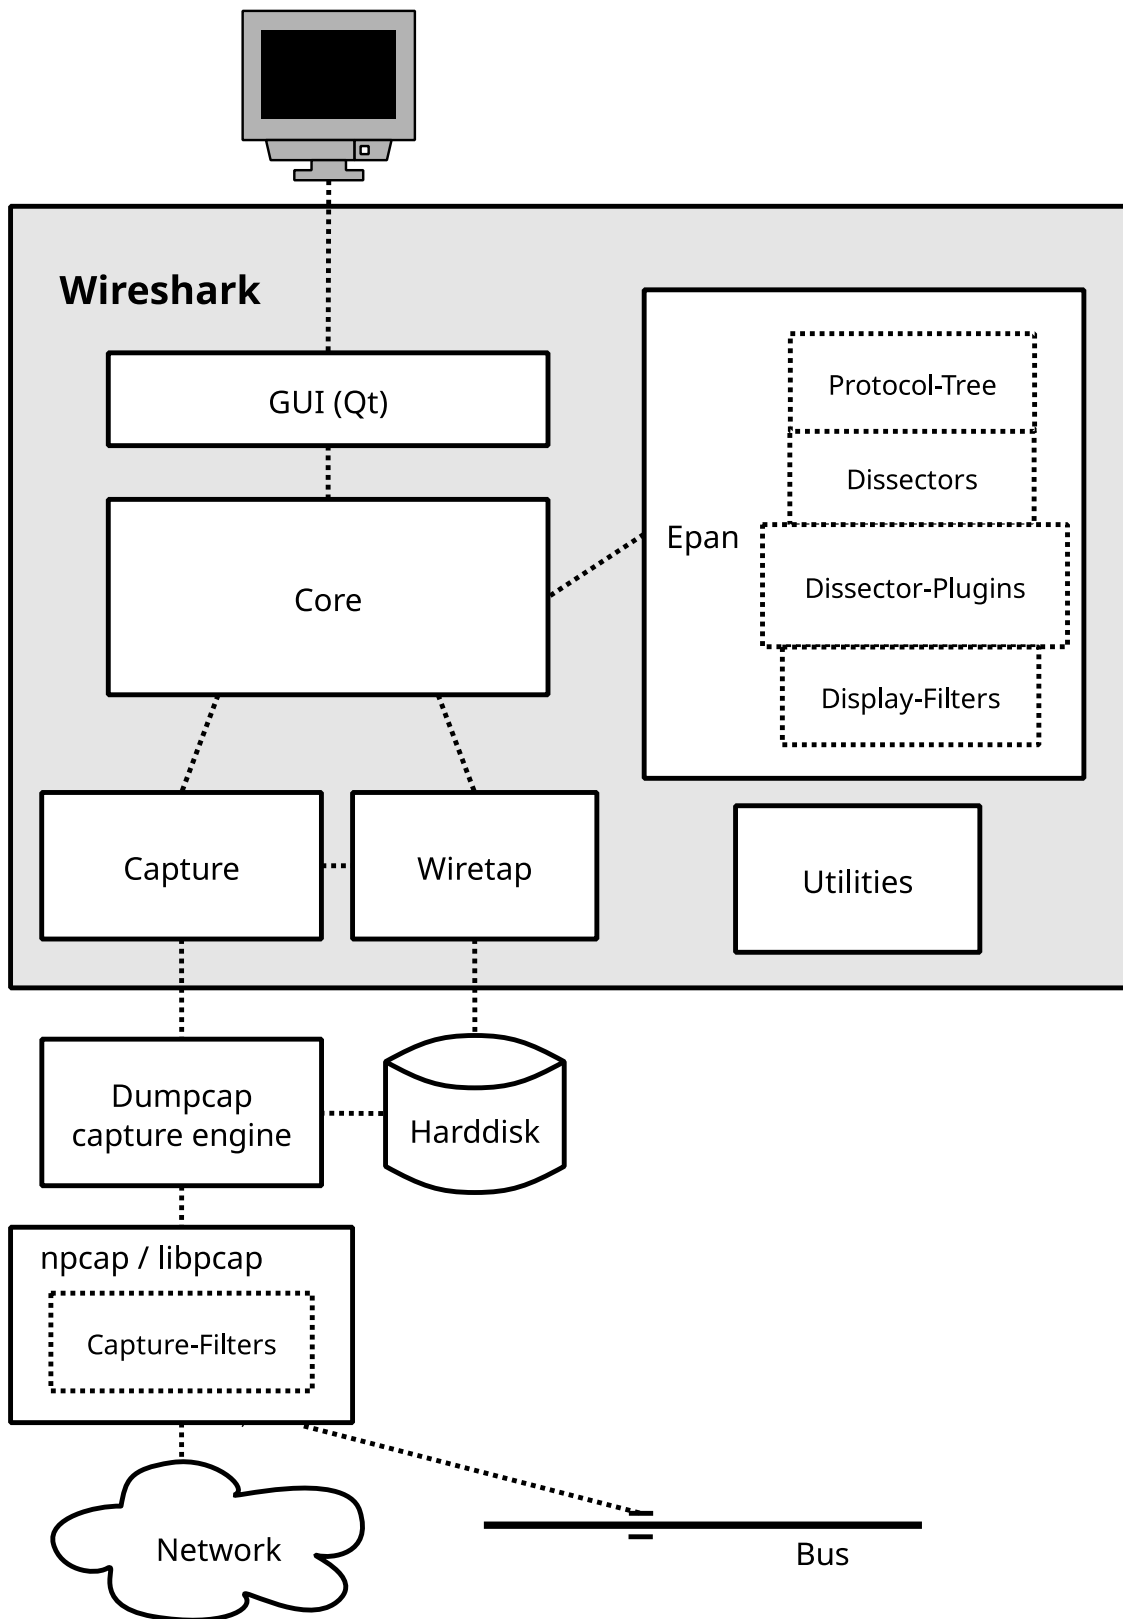 Wireshark
GUI (Qt)
Core
Epan
Protocol-Tree
Dissectors
Dissector-Plugins
Display-Filters
Capture
Wiretap
Utilities
Dumpcap
capture engine
Harddisk
npcap / libpcap
Capture-Filters
Network
Bus